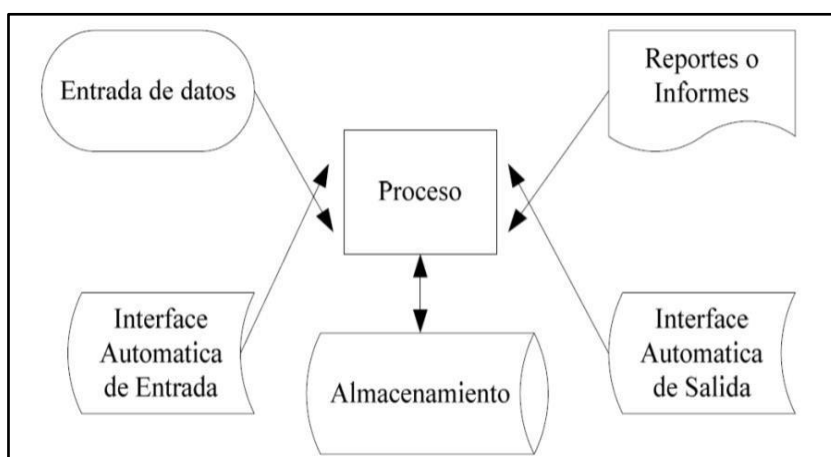 Entrada de datos
Reportes o
Informes
Proceso
Interface
Automatica
de Entrada
Almacenamiento
Interface
Automatica
de Salida